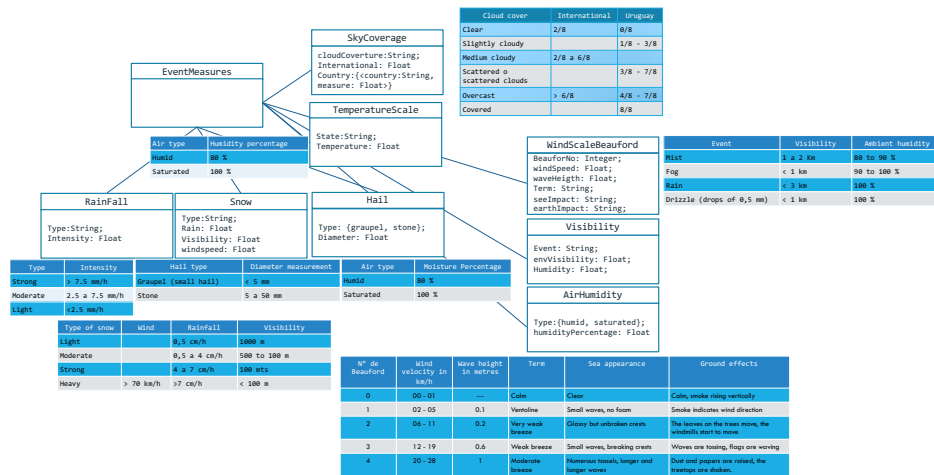 Cloud cover International Uruguay
Clear 2/8 0/8
Slightly cloudy 1/8 - 3/8
Medium cloudy 2/8 a 6/8
Scattered o
scattered clouds 3/8 - 7/8
Overcast > 6/8 4/8 - 7/8
Covered 8/8
SkyCoverage
cloudCoverture:String;
International: Float
Country:{<country:String,
measure: Float>}
EventMeasures
TemperatureScale
State:String;
Temperature: Float
Air type Humidity percentage
Humid 80 %
Saturated 100 %
WindScaleBeauford
BeauforNo: Integer;
windSpeed: Float;
waveHeigth: Float;
Term: String;
seeImpact: String;
earthImpact: String;
Event Visibility Ambient humidity
Mist 1 a 2 Km 80 to 90 %
Fog < 1 km 90 to 100 %
Rain < 3 km 100 %
Drizzle (drops of 0,5 mm) < 1 km 100 %
RainFall
Type:String;
Intensity: Float
Snow
Type:String;
Rain: Float
Visibility: Float
windspeed: Float
Hail
Type: {graupel, stone};
Diameter: Float
Visibility
Event: String;
envVisibility: Float;
Humidity: Float;
Type Intensity
Strong > 7.5 mm/h
Moderate 2.5 a 7.5 mm/h
Light <2.5 mm/h
Hail type Diameter measurement
Graupel (small hail) < 5 mm
Stone 5 a 50 mm
Air type Moisture Percentage
Humid 80 %
Saturated 100 %
AirHumidity
Type:{humid, saturated};
humidityPercentage: Float
Type of snow Wind Rainfall Visibility
Light 0,5 cm/h 1000 m
Moderate 0,5 a 4 cm/h 500 to 100 m
Strong 4 a 7 cm/h 100 mts
Heavy > 70 km/h >7 cm/h < 100 m
N° de
Beauford Wind
velocity in
km/h Wave height
in metres Term Sea appearance Ground effects
0 00 - 01 --- Calm Clear Calm, smoke rising vertically
1 02 - 05 0.1 Ventoline Small waves, no foam Smoke indicates wind direction
2 06 - 11 0.2 Very weak
breeze Glassy but unbroken crests The leaves on the trees move, the
windmills start to move
3 12 - 19 0.6 Weak breeze Small waves, breaking crests Waves are tossing, flags are waving
4 20 - 28 1 Moderate
breeze Numerous tassels, longer and
longer waves Dust and papers are raised, the
treetops are shaken.